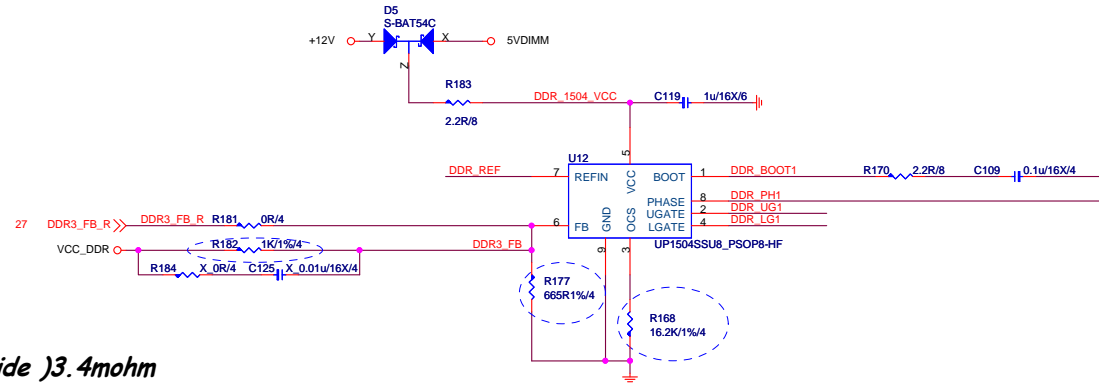 D5
S-BAT54C
+12V
Y
X
5VDIMM
Z
R183
2.2R/8
DDR_1504_VCC
C119
1u/16X/6
U12
5
DDR_REF
7
REFIN
VCC
BOOT
1
DDR_BOOT1
R170
2.2R/8
C109
0.1u/16X/4
PHASE
8
DDR_PH1
27
DDR3_FB_R
DDR3_FB_R
R181
0R/4
6
FB
GND
OCS
UGATE
2
DDR_UG1
LGATE
4
DDR_LG1
VCC_DDR
R182
1K/1%/4
DDR3_FB
9
3
UP1504SSU8_PSOP8-HF
R184
X_0R/4
C125
X_0.01u/16X/4
R177
665R1%/4
R168
16.2K/1%/4
ide )3.4mohm